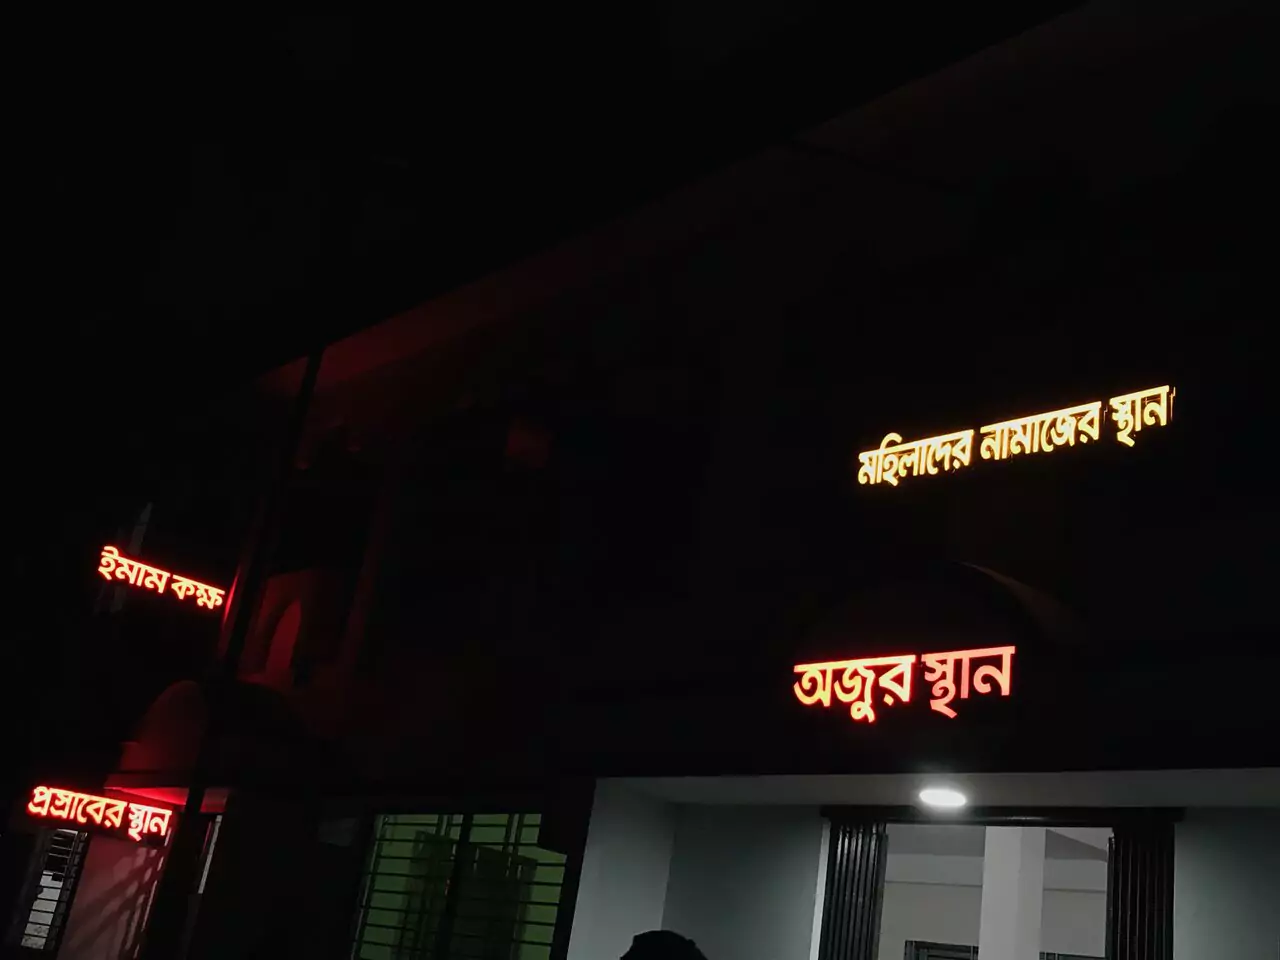 মহিলাদের নামাজের স্থান
ইমাম কক্ষ
অজুর স্থান
প্রস্রাবের স্থান